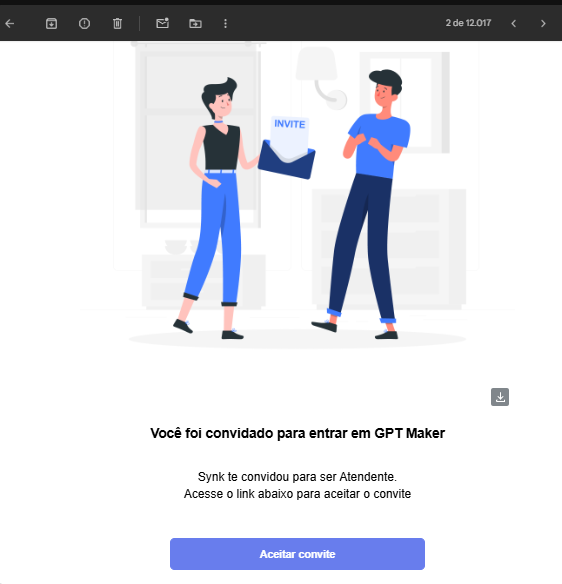 2 de 12.017
INVITE
Você foi convidado para entrar em GPT Maker
Synk te convidou para ser Atendente.
Acesse o link abaixo para aceitar o convite
Aceitar convite